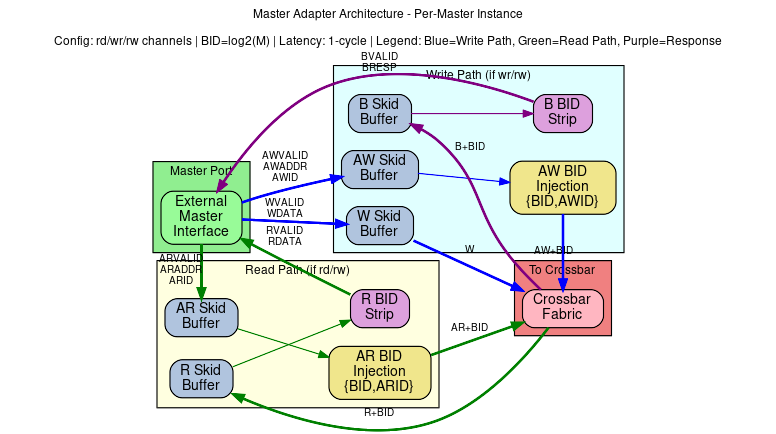 Master Adapter Architecture - Per-Master Instance
Config: rd/wr/rw channels | BID=log2(M) | Latency: 1-cycle | Legend: Blue=Write Path, Green=Read Path, Purple=Response
BVALID
BRESP
Write Path (if wr/rw)
B Skid
Buffer
B BID
Strip
B+BID
AWVALID
AWADDR
AWID
AW Skid
Buffer
AW BID
Injection
{BID,AWID}
Master Port
External
Master
Interface
WVALID
WDATA
W Skid
Buffer
RVALID
RDATA
W
AW+BID
ARVALID
ARADDR
ARID
Read Path (if rd/rw)
To Crossbar
Crossbar
Fabric
AR Skid
Buffer
R BID
Strip
AR+BID
R Skid
Buffer
AR BID
Injection
{BID,ARID}
R+BID